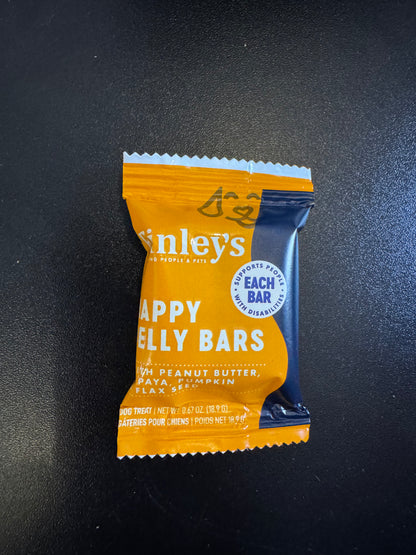 inley's
ND PEOPLE & PETS
SUPPORTS PEOPLE
EACH
BAR
WITH DISABILITIES
APPY
ELLY BARS
TH PEANUT BUTTER,
PAYA, PUMPKIN
FLAX SEED
DOG TREAT | NET WT. 0.67 OZ. (18.9 G)
GÂTERIES POUR CHIENS | POIDS NET 18.9 G